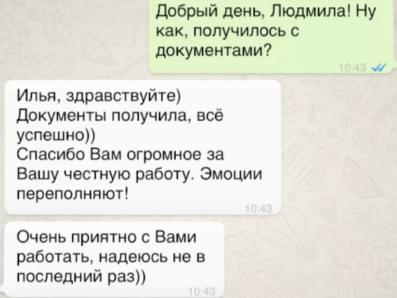 Добрый день, Людмила! Ну
как, получилось с
документами?
10:43
Илья, здравствуйте)
Документы получила, всё
успешно))
Спасибо Вам огромное за
Вашу честную работу. Эмоции
переполняют!
10:43
Очень приятно с Вами
работать, надеюсь не в
последний раз))
10:43